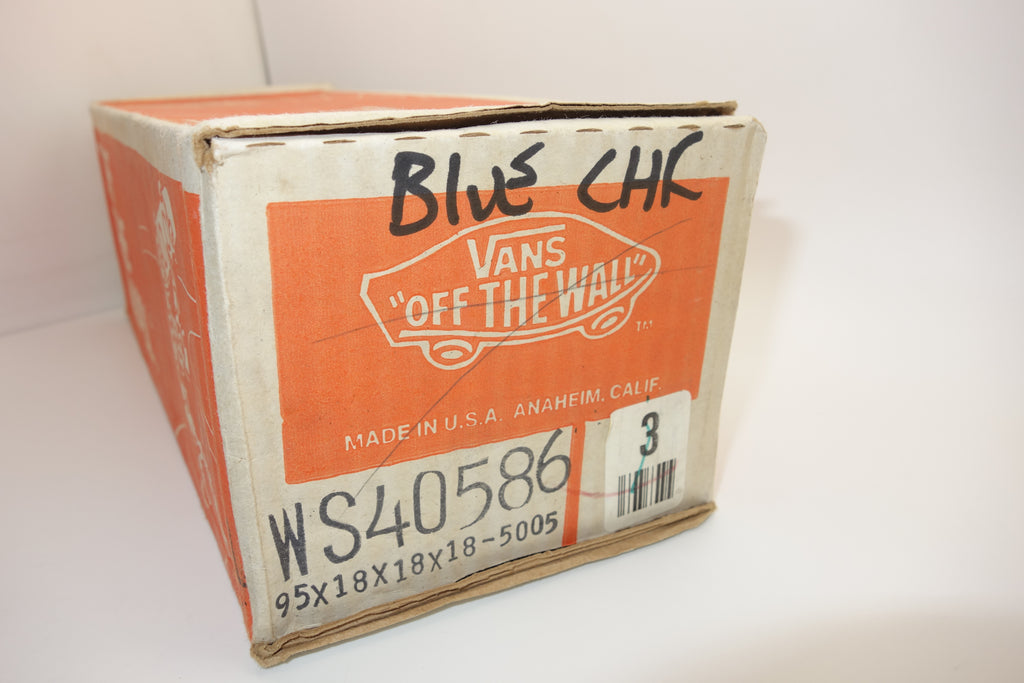 BluE CHK
VANS
"OFF THE WALL"
TM
MADE IN U.S.A. ANAHEIM. CALIF.
3
WS40586
95X18X18X18-5005